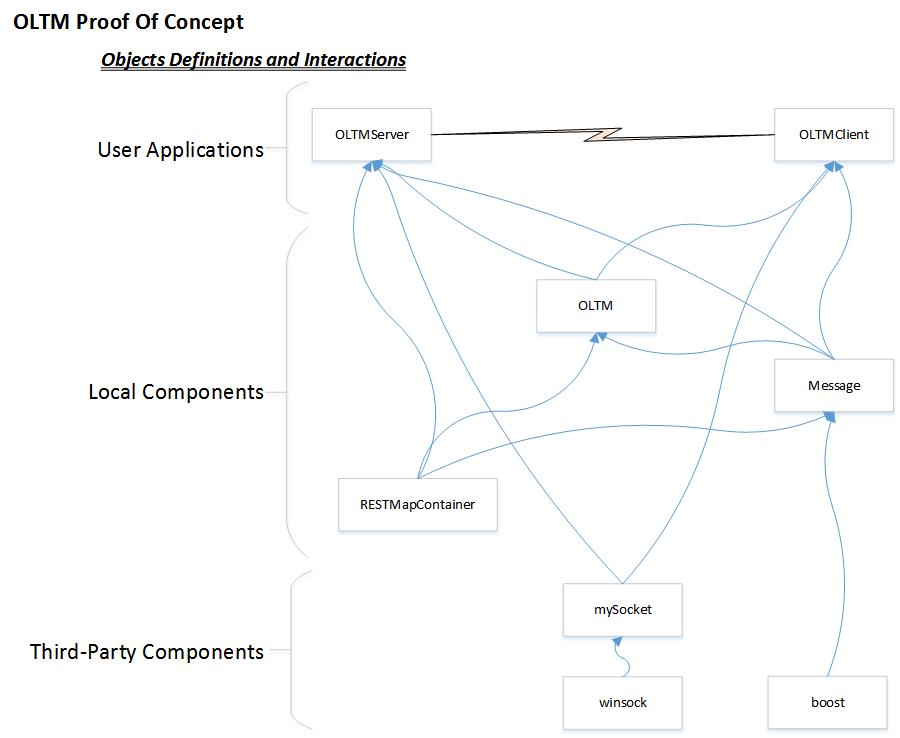 OLTM Proof Of Concept
Objects Definitions and Interactions
User Applications
OLTMServer
OLTMClient
OLTM
Local Components
Message
RESTMapContainer
mySocket
Third-Party Components
winsock
boost